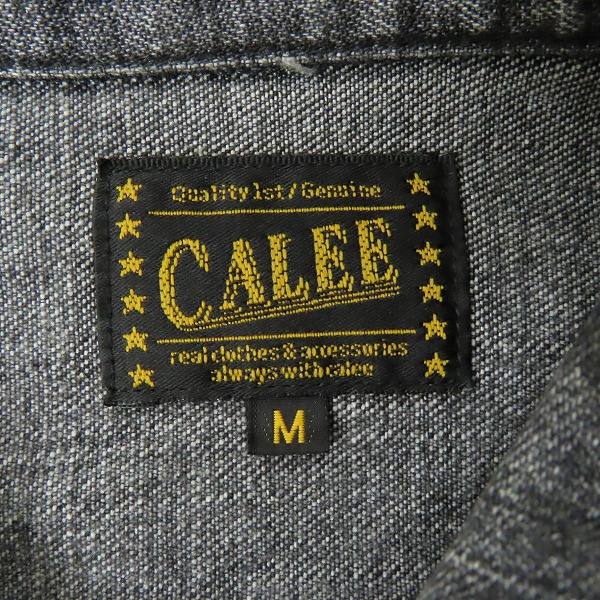 Quality 1st / Genuine
CALEE
real clothes & accessories
always with calee
M